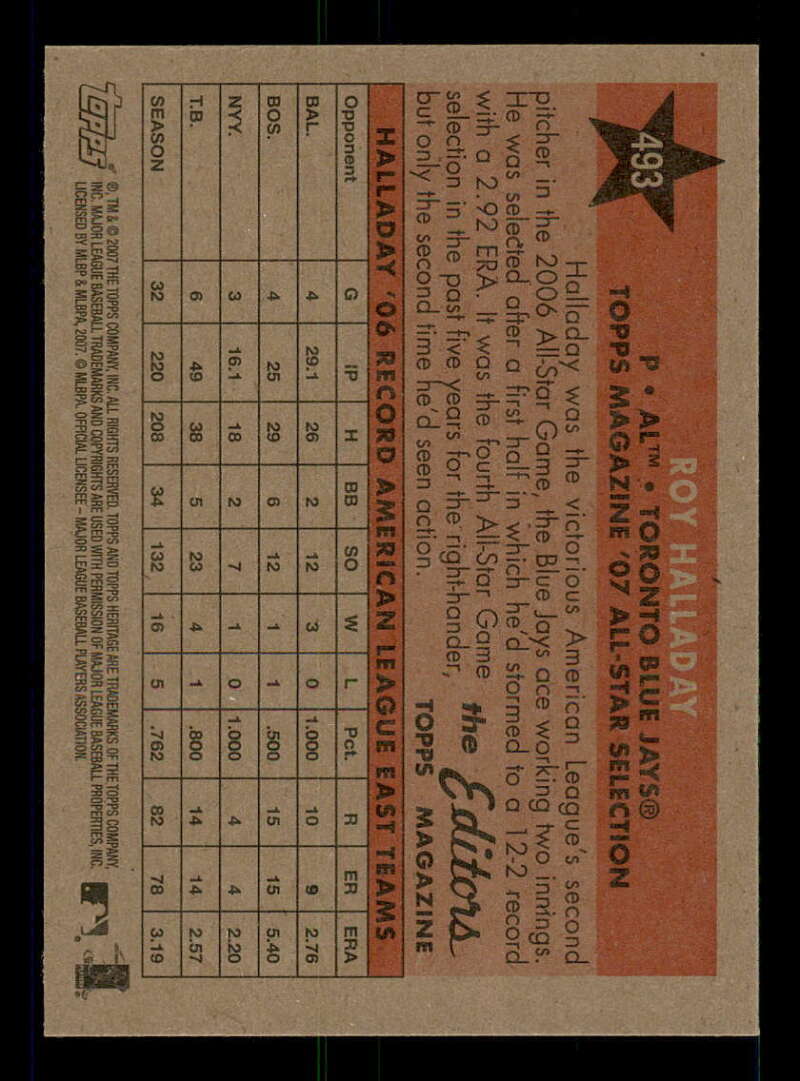 493
ROY HALLADAY
P • AL™ • TORONTO BLUE JAYS®
TOPPS MAGAZINE '07 ALL-STAR SELECTION
Halladay was the victorious American League's second
pitcher in the 2006 All-Star Game, the Blue Jays ace working two innings.
He was selected after a first half in which he'd stormed to a 12-2 record
with a 2.92 ERA. It was the fourth All-Star Game
selection in the past five years for the right-hander,
but only the second time he'd seen action.
the Editors
TOPPS MAGAZINE
HALLADAY '06 RECORD AMERICAN LEAGUE EAST TEAMS
Opponent G IP H BB SO W L Pct. R ER ERA
BAL. 4 29.1 26 2 12 3 0 1.000 10 9 2.76
BOS. 4 25 29 6 12 1 1 .500 15 15 5.40
NYY. 3 16.1 18 2 7 1 0 1.000 4 4 2.20
T.B. 6 49 38 5 23 4 1 .800 14 14 2.57
SEASON 32 220 208 34 132 16 5 .762 82 78 3.19
Topps®
®, TM & © 2007 THE TOPPS COMPANY, INC. ALL RIGHTS RESERVED. TOPPS AND TOPPS HERITAGE ARE TRADEMARKS OF THE TOPPS COMPANY,
INC. MAJOR LEAGUE BASEBALL TRADEMARKS AND COPYRIGHTS ARE USED WITH PERMISSION OF MAJOR LEAGUE BASEBALL PROPERTIES, INC.
LICENSED BY MLBP & MLBPA, 2007. © MLBPA. OFFICIAL LICENSEE – MAJOR LEAGUE BASEBALL PLAYERS ASSOCIATION.